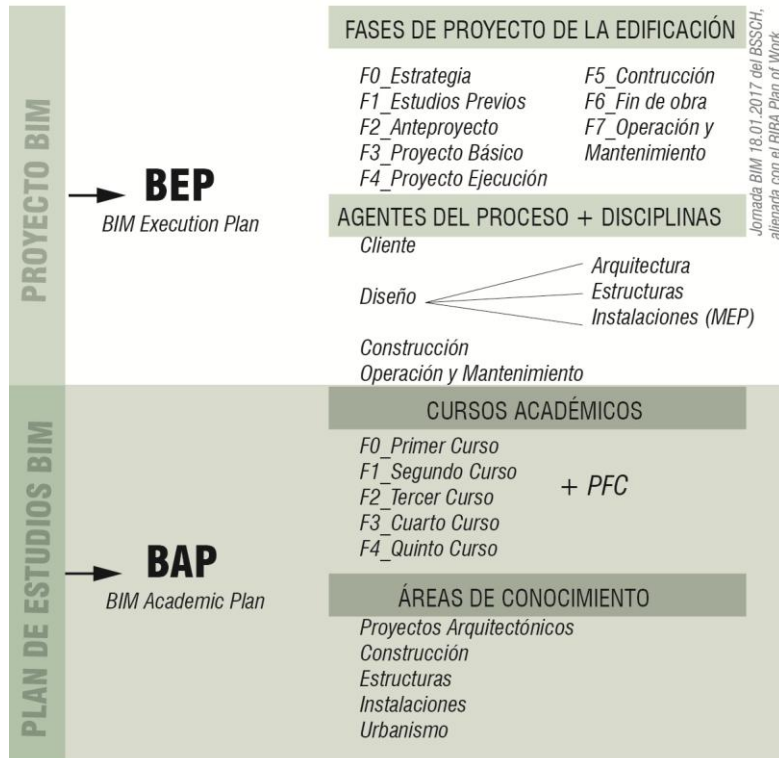 PROYECTO BIM
BEP
BIM Execution Plan
FASES DE PROYECTO DE LA EDIFICACIÓN
F0_Estrategia
F1_Estudios Previos
F2_Anteproyecto
F3_Proyecto Básico
F4_Proyecto Ejecución
F5_Contrucción
F6_Fin de obra
F7_Operación y
Mantenimiento
Jornada BIM 18.01.2017 del BSSCH,
alienada con el RIBA Plan of Work
AGENTES DEL PROCESO + DISCIPLINAS
Cliente
Diseño
Arquitectura
Estructuras
Instalaciones (MEP)
Construcción
Operación y Mantenimiento
PLAN DE ESTUDIOS BIM
BAP
BIM Academic Plan
CURSOS ACADÉMICOS
F0_Primer Curso
F1_Segundo Curso
F2_Tercer Curso
F3_Cuarto Curso
F4_Quinto Curso
+ PFC
ÁREAS DE CONOCIMIENTO
Proyectos Arquitectónicos
Construcción
Estructuras
Instalaciones
Urbanismo